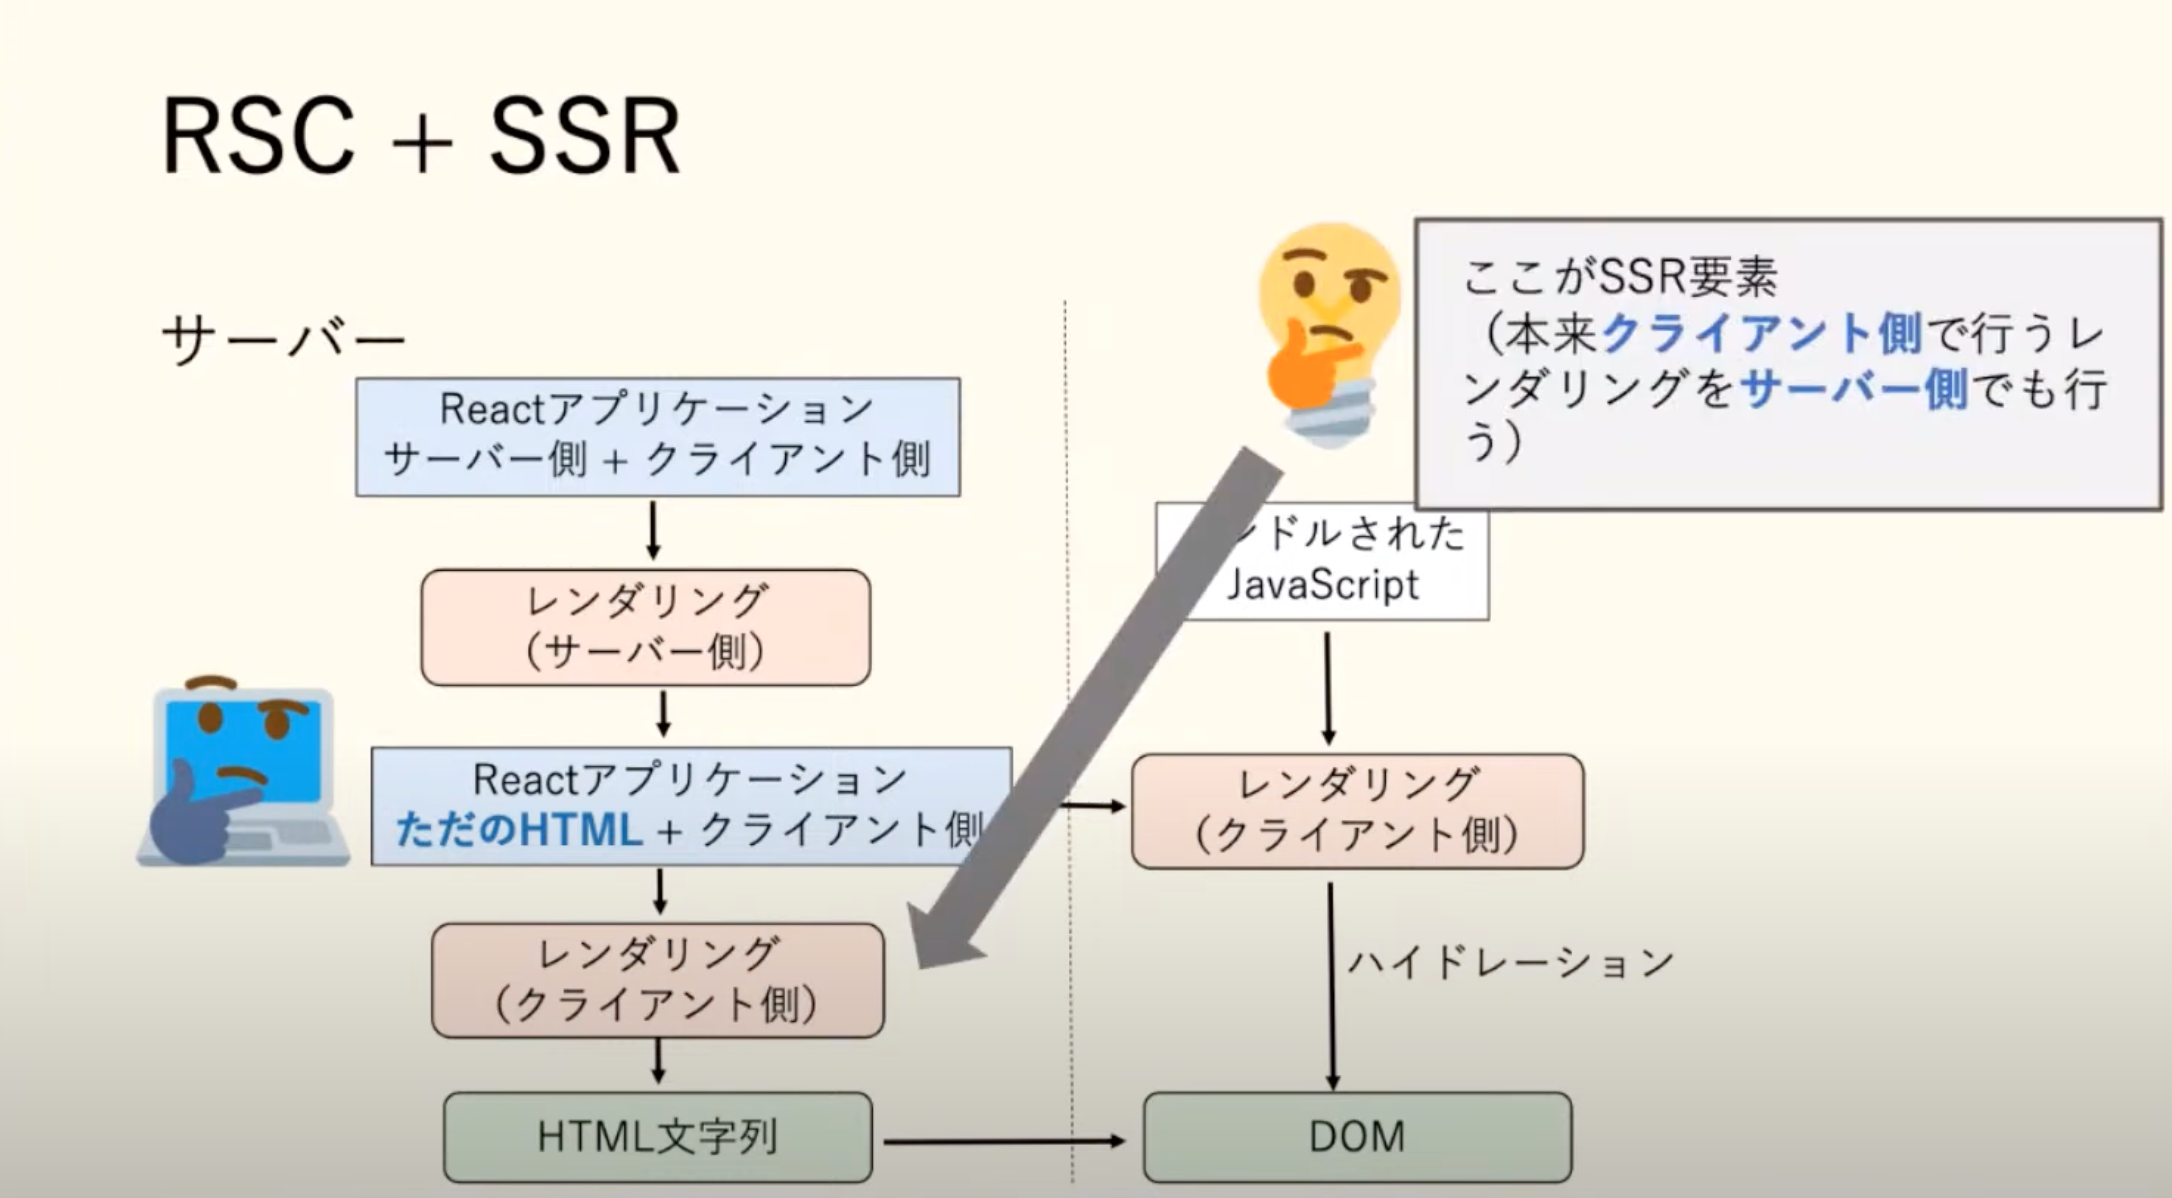 RSC + SSR
サーバー
Reactアプリケーション
サーバー側 + クライアント側
レンダリング
（サーバー側）
Reactアプリケーション
ただのHTML + クライアント側
レンダリング
（クライアント側）
HTML文字列
ここがSSR要素
（本来クライアント側で行うレ
ンダリングをサーバー側でも行
う）
ンドルされた
JavaScript
レンダリング
（クライアント側）
ハイドレーション
DOM